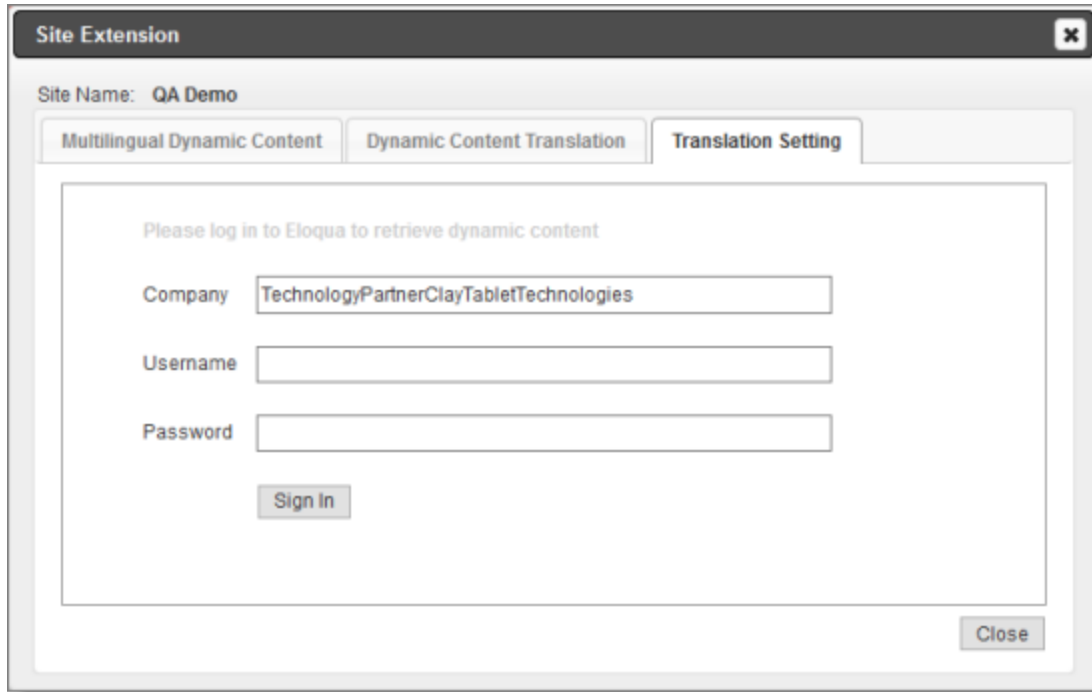 Site Extension
Site Name: QA Demo
Multilingual Dynamic Content Dynamic Content Translation Translation Setting
Please log in to Eloqua to retrieve dynamic content
Company TechnologyPartnerClayTabletTechnologies
Username
Password
Sign In
Close